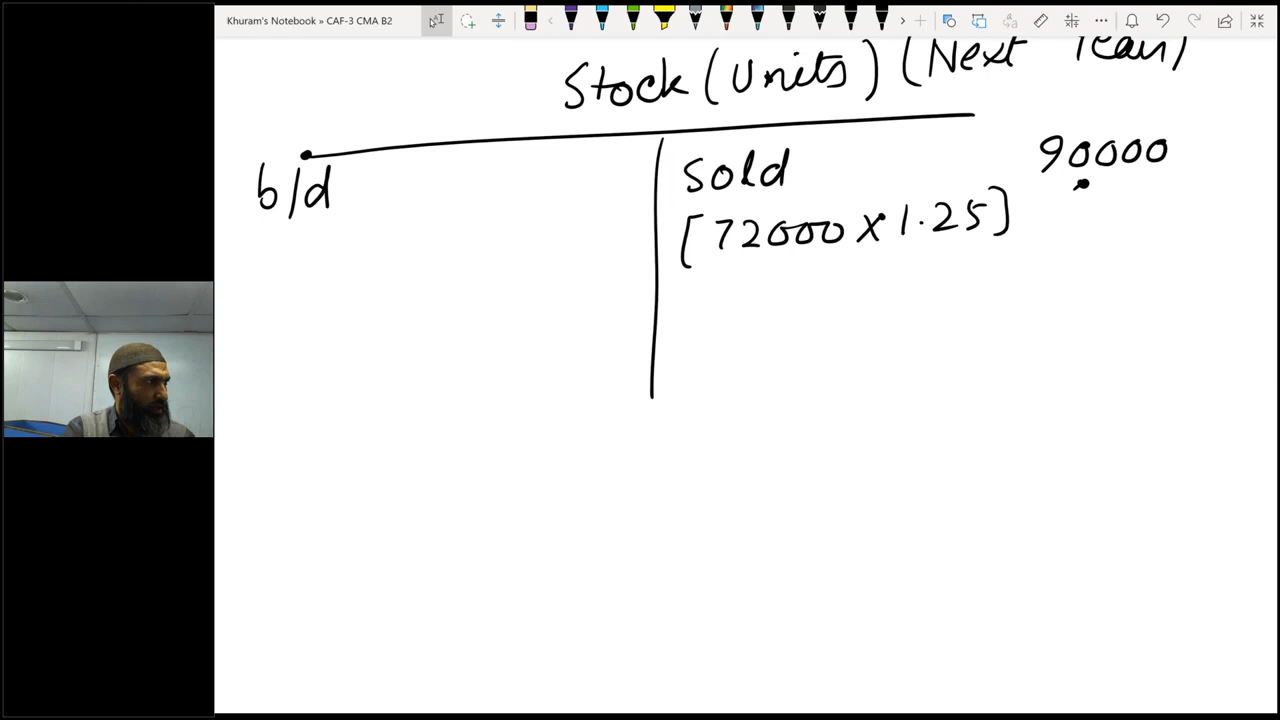 Khuram's Notebook » CAF-3 CMA B2
Stock (Units) (Next Year)
b/d
Sold 90000
[72000 x 1.25]